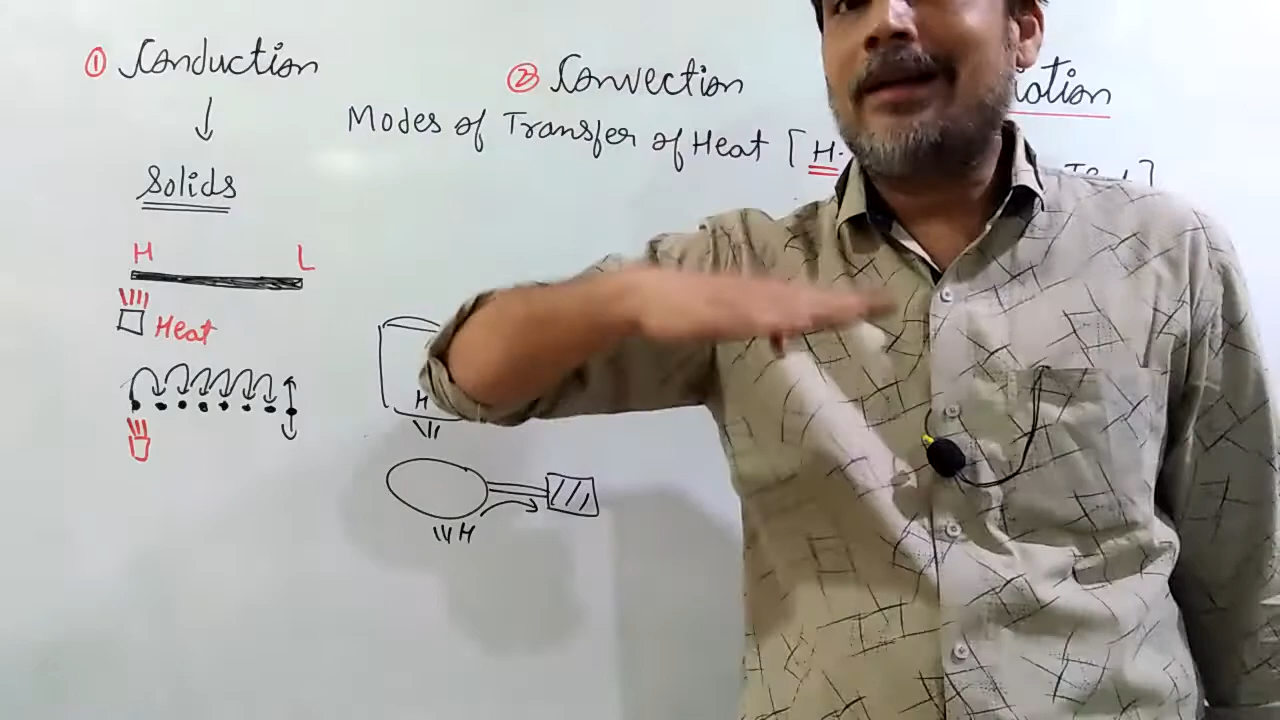 ① Conduction
② Convection
Modes of Transfer of Heat [H.
Solids
H L
Heat
H
H